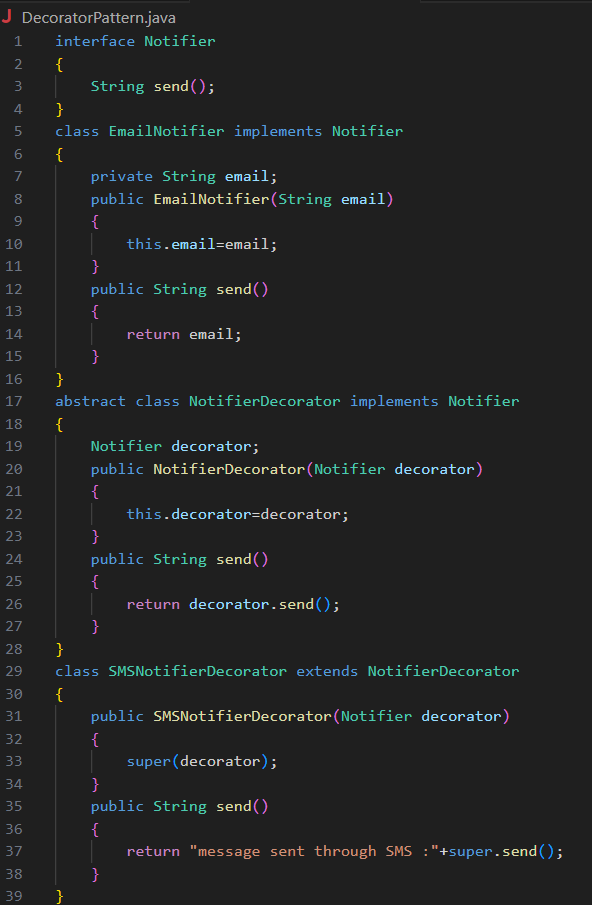 J DecoratorPattern.java
1 interface Notifier
2 {
3     String send();
4 }
5 class EmailNotifier implements Notifier
6 {
7     private String email;
8     public EmailNotifier(String email)
9     {
10         this.email=email;
11     }
12     public String send()
13     {
14         return email;
15     }
16 }
17 abstract class NotifierDecorator implements Notifier
18 {
19     Notifier decorator;
20     public NotifierDecorator(Notifier decorator)
21     {
22         this.decorator=decorator;
23     }
24     public String send()
25     {
26         return decorator.send();
27     }
28 }
29 class SMSNotifierDecorator extends NotifierDecorator
30 {
31     public SMSNotifierDecorator(Notifier decorator)
32     {
33         super(decorator);
34     }
35     public String send()
36     {
37         return "message sent through SMS :"+super.send();
38     }
39 }